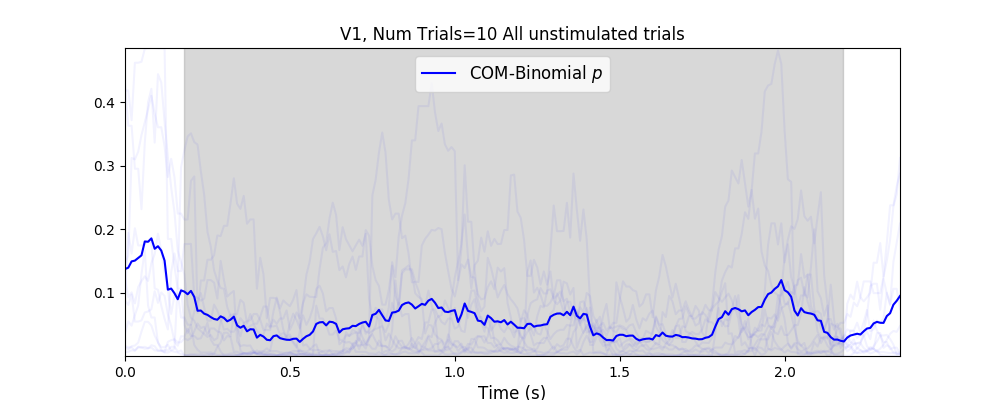 V1, Num Trials=10 All unstimulated trials
COM-Binomial p
0.4
0.3
0.2
0.1
0.0 0.5 1.0 1.5 2.0
Time (s)